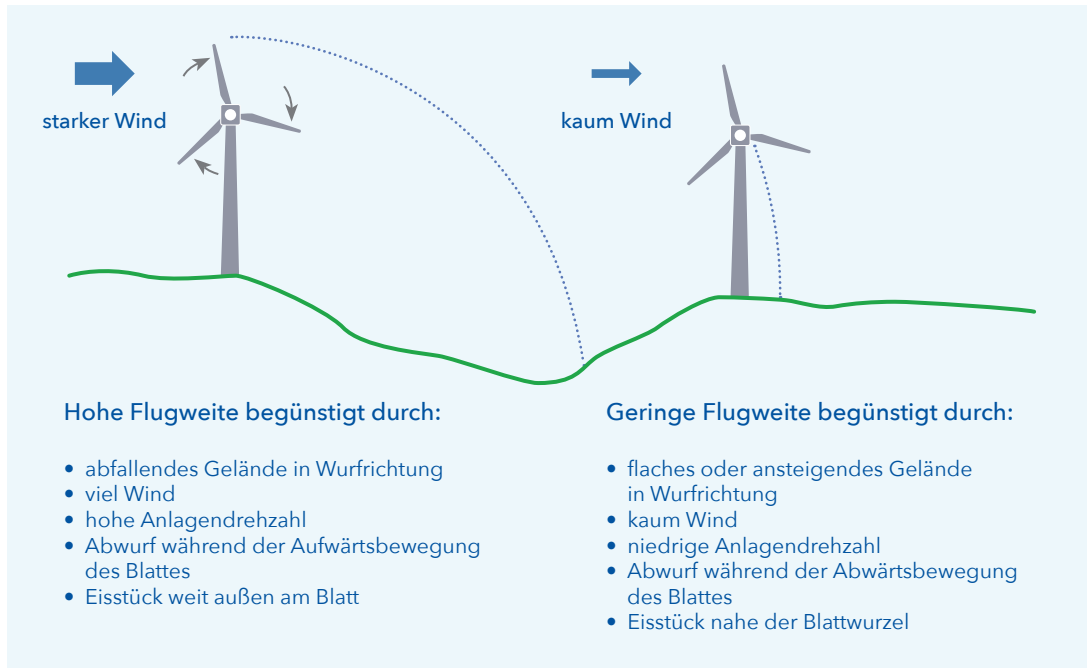 starker Wind
kaum Wind
Hohe Flugweite begünstigt durch:
• abfallendes Gelände in Wurfrichtung
• viel Wind
• hohe Anlagendrehzahl
• Abwurf während der Aufwärtsbewegung
des Blattes
• Eisstück weit außen am Blatt
Geringe Flugweite begünstigt durch:
• flaches oder ansteigendes Gelände
in Wurfrichtung
• kaum Wind
• niedrige Anlagendrehzahl
• Abwurf während der Abwärtsbewegung
des Blattes
• Eisstück nahe der Blattwurzel